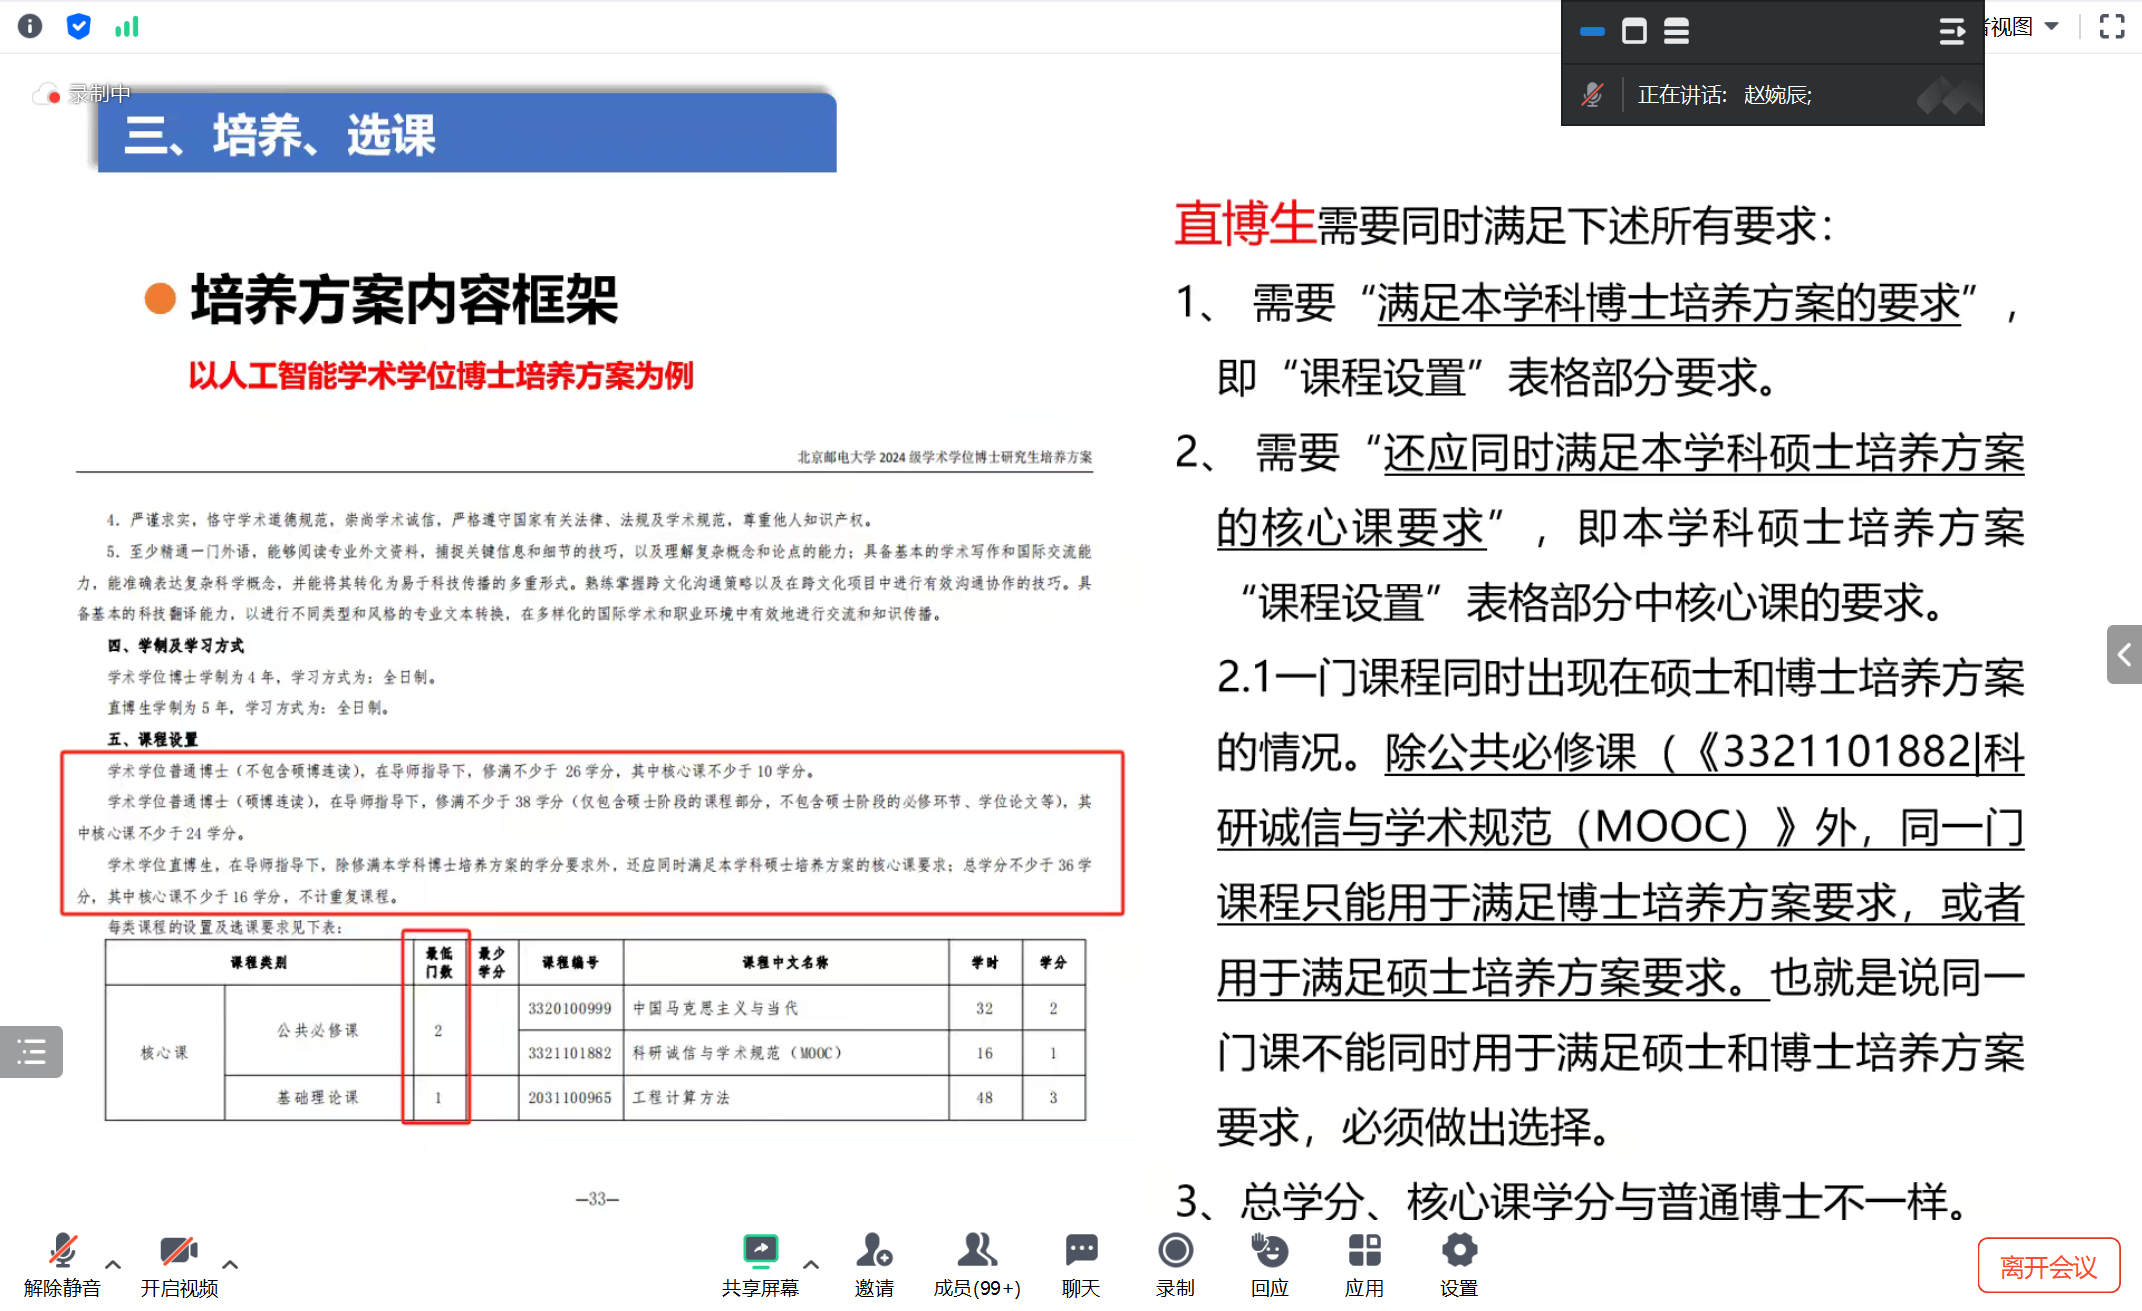 视图
正在讲话: 赵婉辰;
录制中
三、培养、选课
培养方案内容框架
以人工智能学术学位博士培养方案为例
北京邮电大学 2024 级学术学位博士研究生培养方案
4. 严谨求实，恪守学术道德规范，崇尚学术诚信，严格遵守国家有关法律、法规及学术规范，尊重他人知识产权。
5. 至少精通一门外语，能够阅读专业外文资料，捕捉关键信息和细节的技巧，以及理解复杂概念和论点的能力；具备基本的学术写作和国际交流能
力，能准确表达复杂科学概念，并能将其转化为易于科技传播的多重形式。熟练掌握跨文化沟通策略以及在跨文化项目中进行有效沟通协作的技巧。具
备基本的科技翻译能力，以进行不同类型和风格的专业文本转换，在多样化的国际学术和职业环境中有效地进行交流和知识传播。
四、学制及学习方式
学术学位博士学制为 4 年，学习方式为：全日制。
直博生学制为 5 年，学习方式为：全日制。
五、课程设置
学术学位普通博士（不包含硕博连读），在导师指导下，修满不少于 26 学分，其中核心课不少于 10 学分。
学术学位普通博士（硕博连读），在导师指导下，修满不少于 38 学分（仅包含硕士阶段的课程部分，不包含硕士阶段的必修环节、学位论文等），其
中核心课不少于 24 学分。
学术学位直博生，在导师指导下，除修满本学科博士培养方案的学分要求外，还应同时满足本学科硕士培养方案的核心课要求；总学分不少于 36 学
分，其中核心课不少于 16 学分，不计重复课程。
每类课程的设置及选课要求见下表：
课程类别 最低门数 最少学分 课程编号 课程中文名称 学时 学分
核心课 公共必修课 2 3320100999 中国马克思主义与当代 32 2
3321101882 科研诚信与学术规范（MOOC） 16 1
基础理论课 1 2031100965 工程计算方法 48 3
—33—
直博生需要同时满足下述所有要求：
1、 需要“满足本学科博士培养方案的要求”，
即“课程设置”表格部分要求。
2、 需要“还应同时满足本学科硕士培养方案
的核心课要求”，即本学科硕士培养方案
“课程设置”表格部分中核心课的要求。
2.1一门课程同时出现在硕士和博士培养方案
的情况。除公共必修课（《3321101882|科
研诚信与学术规范（MOOC）》外，同一门
课程只能用于满足博士培养方案要求，或者
用于满足硕士培养方案要求。也就是说同一
门课不能同时用于满足硕士和博士培养方案
要求，必须做出选择。
3、总学分、核心课学分与普通博士不一样。
解除静音 开启视频 共享屏幕 邀请 成员(99+) 聊天 录制 回应 应用 设置 离开会议